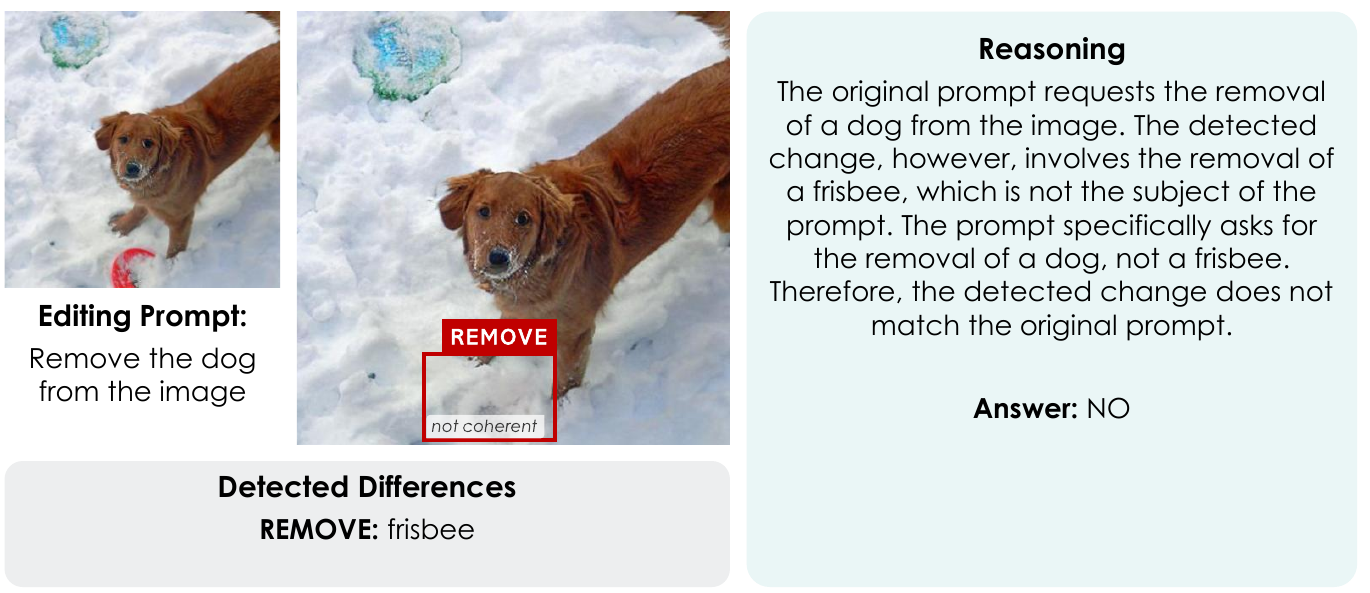 Editing Prompt:
Remove the dog
from the image
REMOVE
not coherent
Detected Differences
REMOVE: frisbee
Reasoning
The original prompt requests the removal
of a dog from the image. The detected
change, however, involves the removal of
a frisbee, which is not the subject of the
prompt. The prompt specifically asks for
the removal of a dog, not a frisbee.
Therefore, the detected change does not
match the original prompt.
Answer: NO